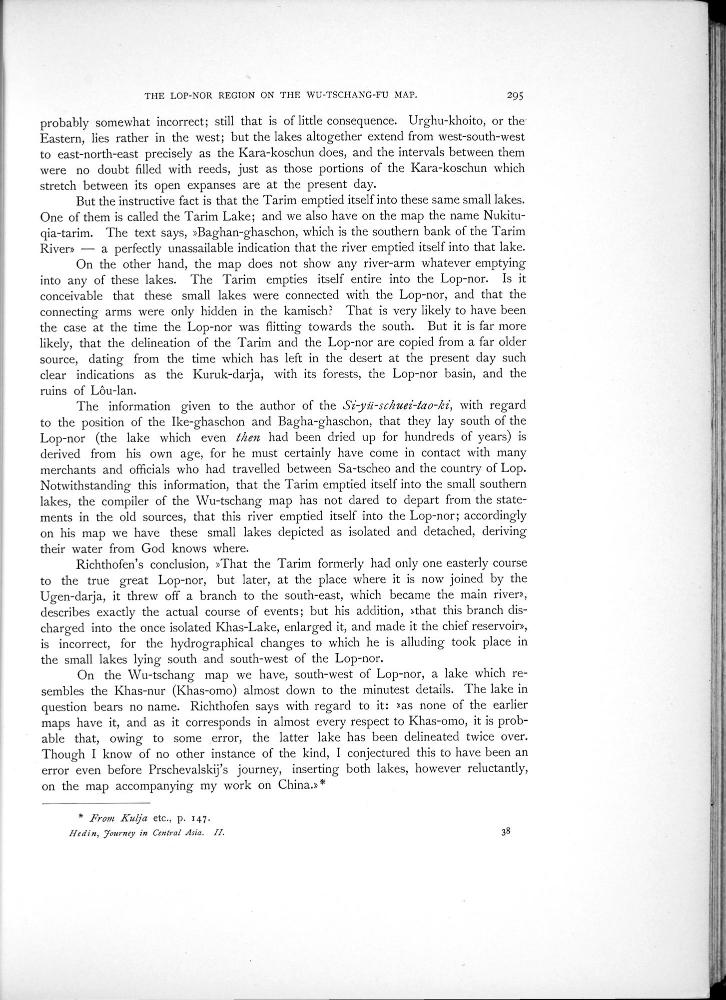 THE LOP-NOR REGION ON THE WU-TSCHANG-FU MAP. 295
probably somewhat incorrect; still that is of little consequence. Urghu-khoito, or the
Eastern, lies rather in the west; but the lakes altogether extend from west-south-west
to east-north-east precisely as the Kara-koschun does, and the intervals between them
were no doubt filled with reeds, just as those portions of the Kara-koschun which
stretch between its open expanses are at the present day.
But the instructive fact is that the Tarim emptied itself into these same small lakes.
One of them is called the Tarim Lake; and we also have on the map the name Nukitu-
qia-tarim. The text says, »Baghan-ghaschon, which is the southern bank of the Tarim
River» — a perfectly unassailable indication that the river emptied itself into that lake.
On the other hand, the map does not show any river-arm whatever emptying
into any of these lakes. The Tarim empties itself entire into the Lop-nor. Is it
conceivable that these small lakes were connected with the Lop-nor, and that the
connecting arms were only hidden in the kamisch? That is very likely to have been
the case at the time the Lop-nor was flitting towards the south. But it is far more
likely, that the delineation of the Tarim and the Lop-nor are copied from a far older
source, dating from the time which has left in the desert at the present day such
clear indications as the Kuruk-darja, with its forests, the Lop-nor basin, and the
ruins of Lôu-lan.
The information given to the author of the Si-yü-schuei-tao-ki, with regard
to the position of the Ike-ghaschon and Bagha-ghaschon, that they lay south of the
Lop-nor (the lake which even then had been dried up for hundreds of years) is
derived from his own age, for he must certainly have come in contact with many
merchants and officials who had travelled between Sa-tscheo and the country of Lop.
Notwithstanding this information, that the Tarim emptied itself into the small southern
lakes, the compiler of the Wu-tschang map has not dared to depart from the state-
ments in the old sources, that this river emptied itself into the Lop-nor; accordingly
on his map we have these small lakes depicted as isolated and detached, deriving
their water from God knows where.
Richthofen's conclusion, »That the Tarim formerly had only one easterly course
to the true great Lop-nor, but later, at the place where it is now joined by the
Ugen-darja, it threw off a branch to the south-east, which became the main river»,
describes exactly the actual course of events; but his addition, »that this branch dis-
charged into the once isolated Khas-Lake, enlarged it, and made it the chief reservoir»,
is incorrect, for the hydrographical changes to which he is alluding took place in
the small lakes lying south and south-west of the Lop-nor.
On the Wu-tschang map we have, south-west of Lop-nor, a lake which re-
sembles the Khas-nur (Khas-omo) almost down to the minutest details. The lake in
question bears no name. Richthofen says with regard to it: »as none of the earlier
maps have it, and as it corresponds in almost every respect to Khas-omo, it is prob-
able that, owing to some error, the latter lake has been delineated twice over.
Though I know of no other instance of the kind, I conjectured this to have been an
error even before Prschevalskij's journey, inserting both lakes, however reluctantly,
on the map accompanying my work on China.»*
* From Kulja etc., p. 147.
Hedin, Journey in Central Asia. II. 38